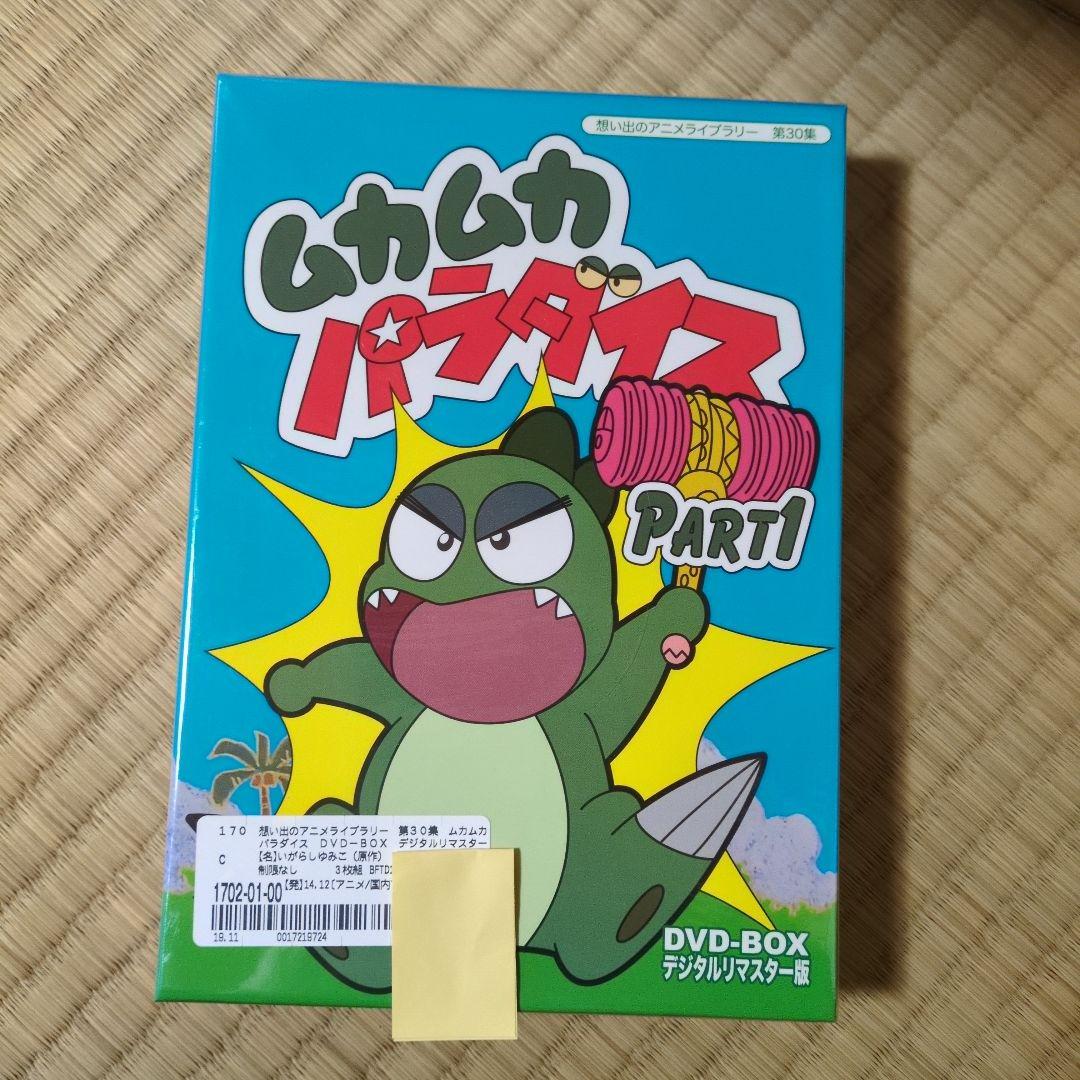 想い出のアニメライブラリー 第30集
ムカムカ
パラダイス
PART1
170 想い出のアニメライブラリー 第30集 ムカムカ
パラダイス DVD-BOX デジタルリマスター
C 【名】いがらしゆみこ(原作)
制限なし 3枚組
1702-01-00 【発】14.12【アニメ/国内
19.11 0017219724
DVD-BOX
デジタルリマスター版